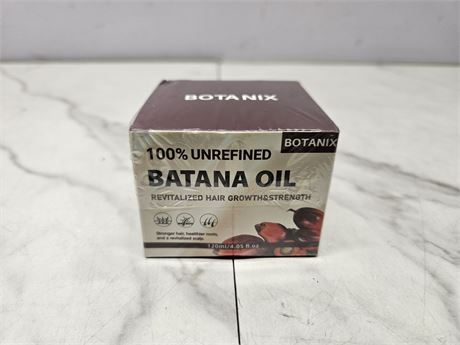 BOTANIX
BOTANIX
100% UNREFINED
BATANA OIL
REVITALIZED HAIR GROWTH&STRENGTH
Stronger hair, healthier roots,
and a revitalized scalp.
120ml/4.05 fl.oz